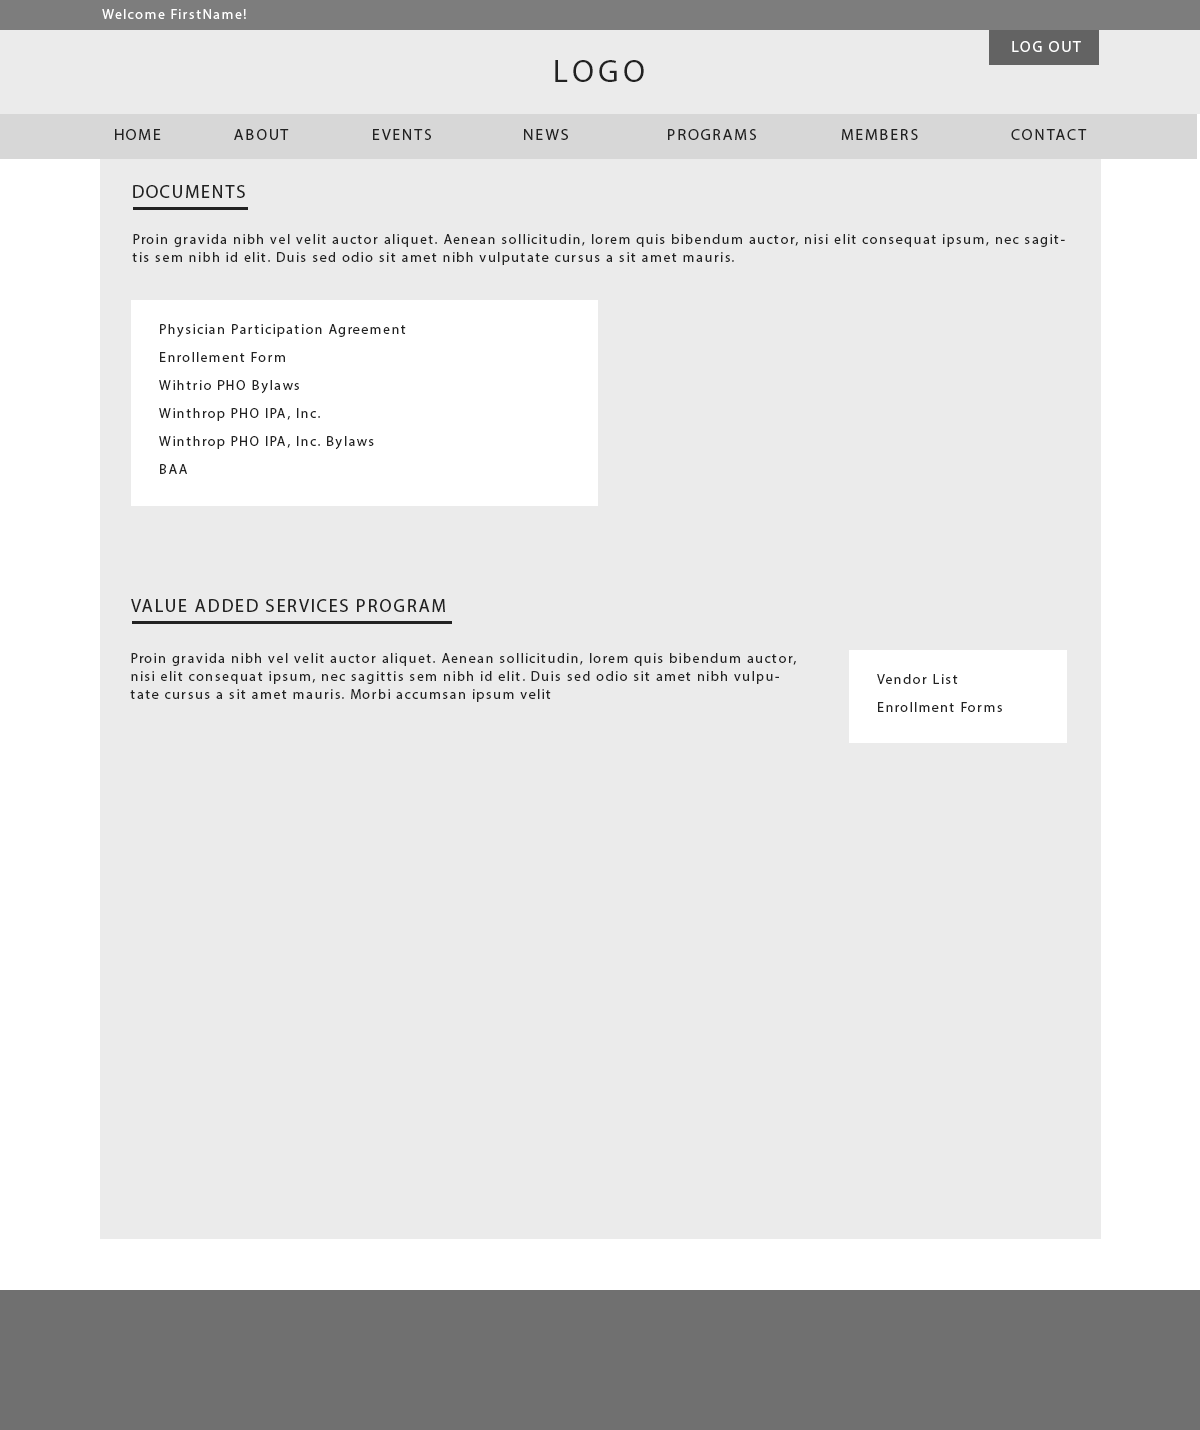 Welcome FirstName!
LOG OUT
LOGO
HOME ABOUT EVENTS NEWS PROGRAMS MEMBERS CONTACT
DOCUMENTS
Proin gravida nibh vel velit auctor aliquet. Aenean sollicitudin, lorem quis bibendum auctor, nisi elit consequat ipsum, nec sagit-
tis sem nibh id elit. Duis sed odio sit amet nibh vulputate cursus a sit amet mauris.
Physician Participation Agreement
Enrollement Form
Wihtrio PHO Bylaws
Winthrop PHO IPA, Inc.
Winthrop PHO IPA, Inc. Bylaws
BAA
VALUE ADDED SERVICES PROGRAM
Proin gravida nibh vel velit auctor aliquet. Aenean sollicitudin, lorem quis bibendum auctor,
nisi elit consequat ipsum, nec sagittis sem nibh id elit. Duis sed odio sit amet nibh vulpu-
tate cursus a sit amet mauris. Morbi accumsan ipsum velit
Vendor List
Enrollment Forms